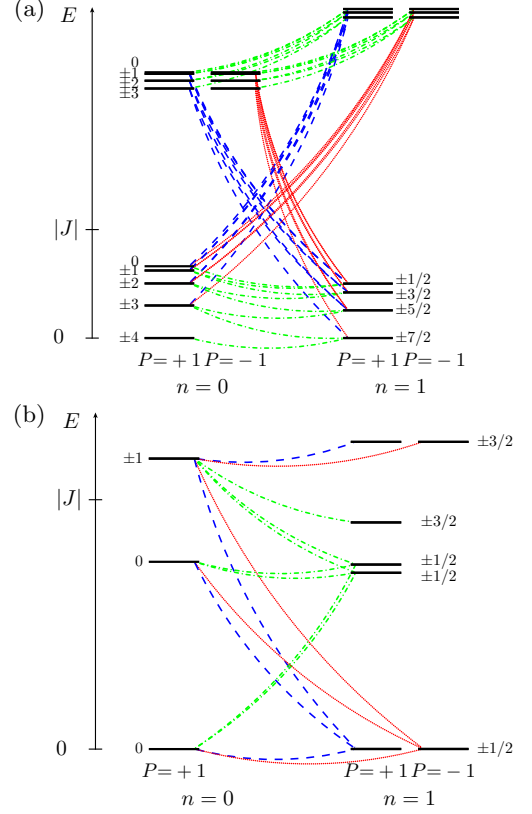 (a)
E
0
±1
±2
±3
|J|
0
±1
±2
±3
±4
0
±1/2
±3/2
±5/2
±7/2
P=+1 P=−1 P=+1 P=−1
n = 0 n = 1
(b)
E
±1
±3/2
|J|
±3/2
0
±1/2
±1/2
0
0
±1/2
P=+1 P=+1 P=−1
n = 0 n = 1